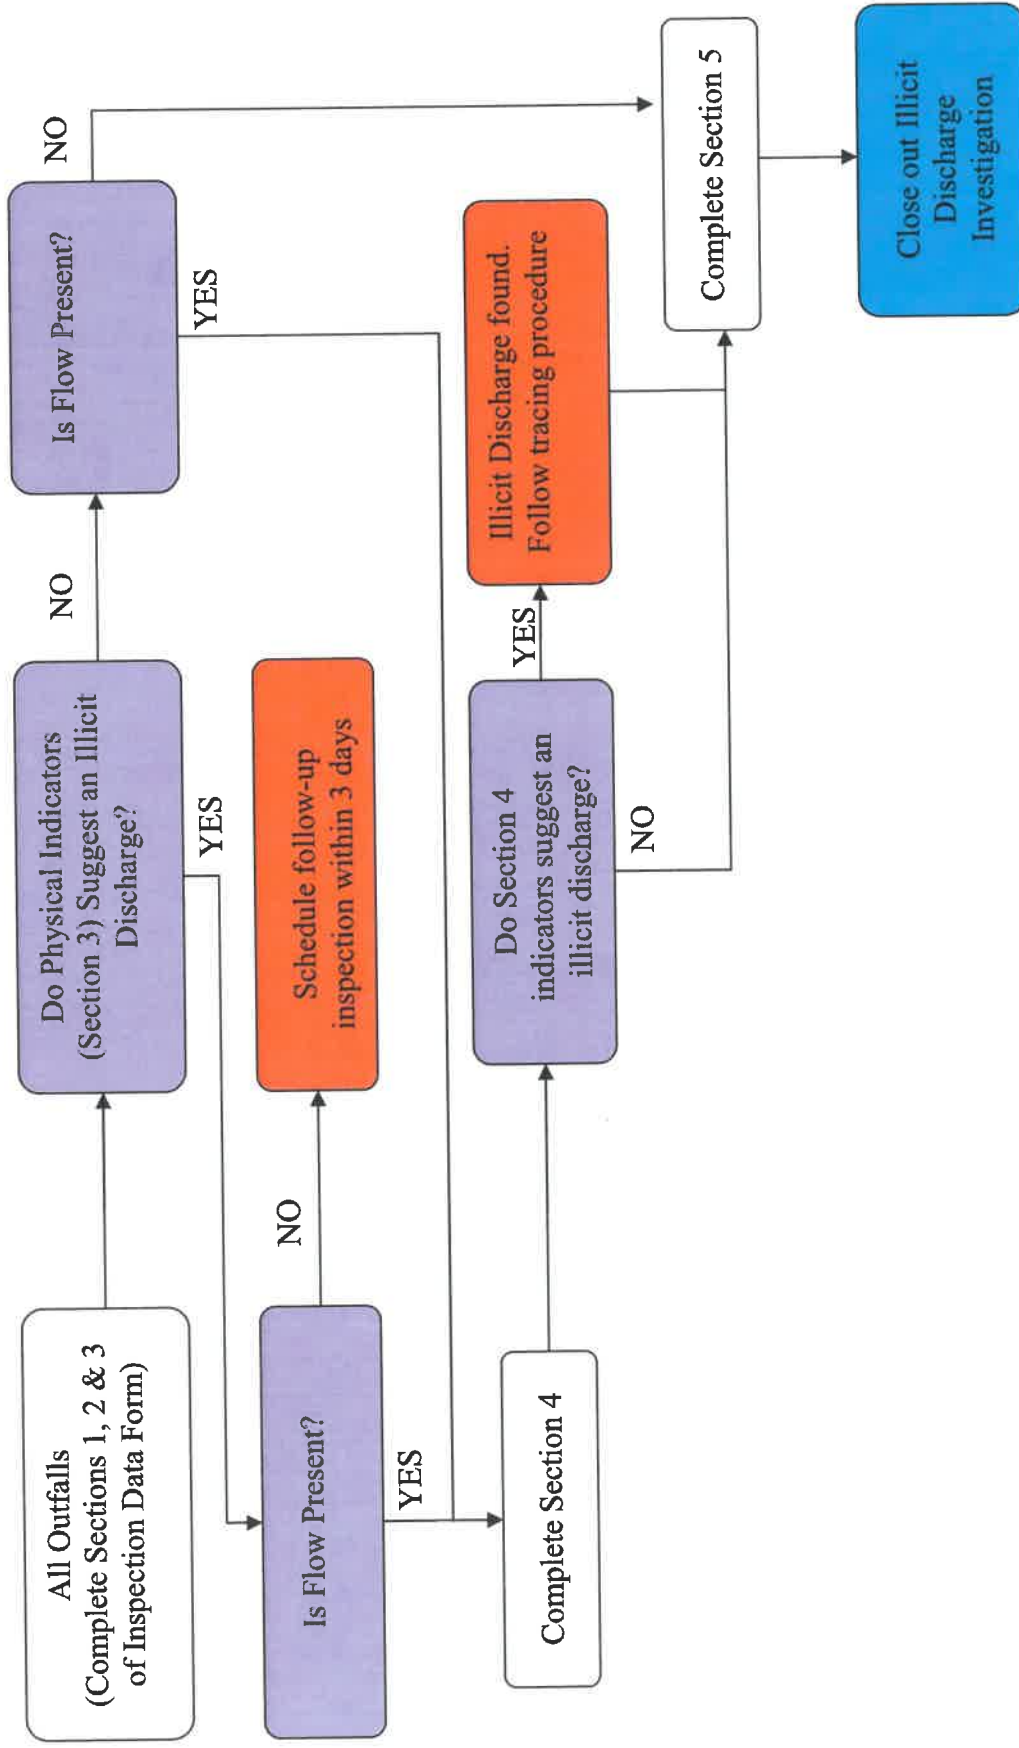 All Outfalls
(Complete Sections 1, 2 & 3
of Inspection Data Form)
Do Physical Indicators
(Section 3) Suggest an Illicit
Discharge?
NO
Is Flow Present?
NO
YES
YES
Is Flow Present?
NO
Schedule follow-up
inspection within 3 days
YES
Complete Section 4
Do Section 4
indicators suggest an
illicit discharge?
YES
Illicit Discharge found.
Follow tracing procedure
NO
Complete Section 5
Close out Illicit
Discharge
Investigation